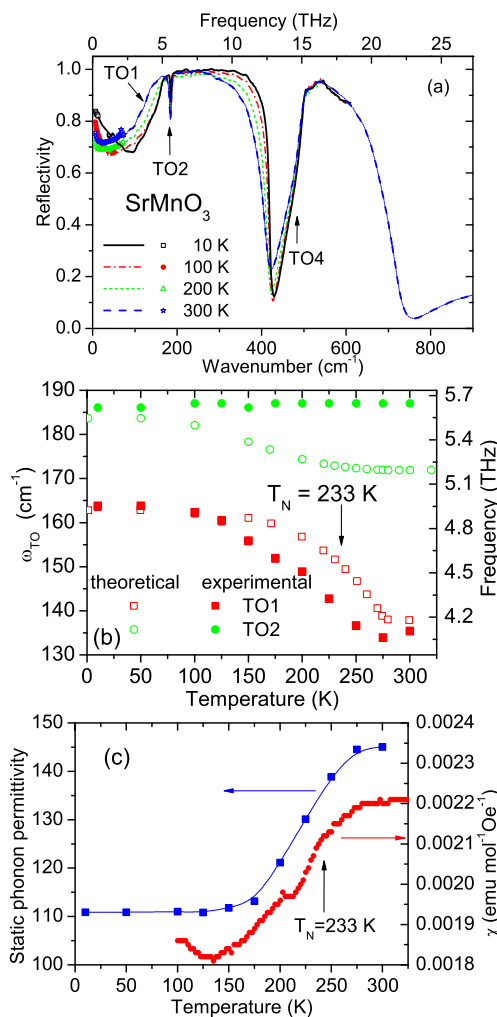 Frequency (THz)
0 5 10 15 20 25
1.0
0.8
0.6
0.4
0.2
0.0
Reflectivity
(a)
TO1
TO2
TO4
SrMnO3
10 K
100 K
200 K
300 K
0 200 400 600 800
Wavenumber (cm-1)
190
180
170
160
150
140
130
ωTO (cm-1)
5.7
5.4
5.1
4.8
4.5
4.2
Frequency (THz)
TN = 233 K
theoretical experimental
TO1
TO2
(b)
0 50 100 150 200 250 300
Temperature (K)
150
140
130
120
110
100
Static phonon permittivity
(c)
0.0024
0.0023
0.0022
0.0021
0.0020
0.0019
0.0018
χ (emu mol-1Oe-1)
TN=233 K
0 50 100 150 200 250 300
Temperature (K)